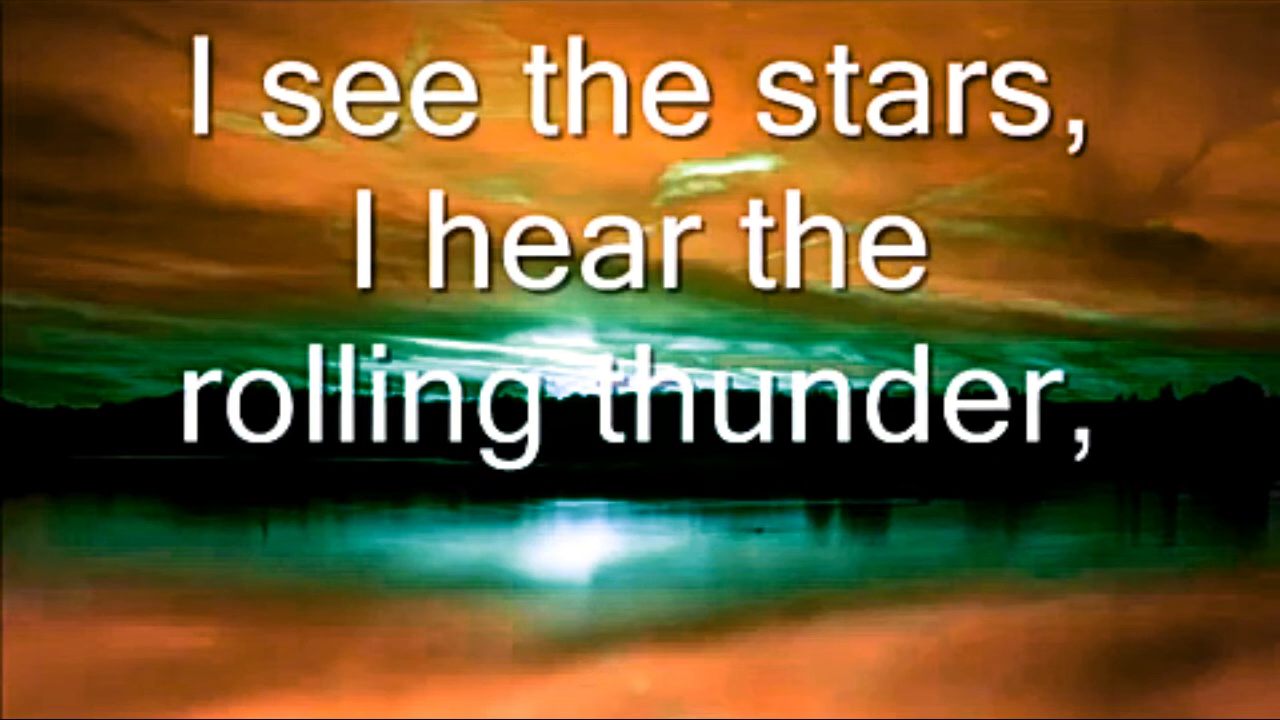 I see the stars,
I hear the
rolling thunder,